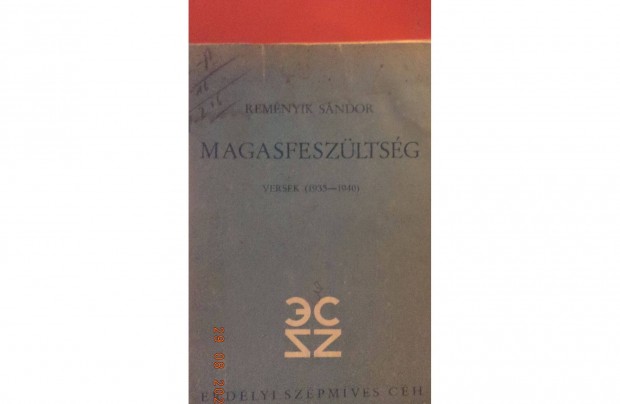 REMÉNYIK SÁNDOR
MAGASFESZÜLTSÉG
VERSEK (1935—1940)
ERDÉLYI SZÉPMÍVES CÉH